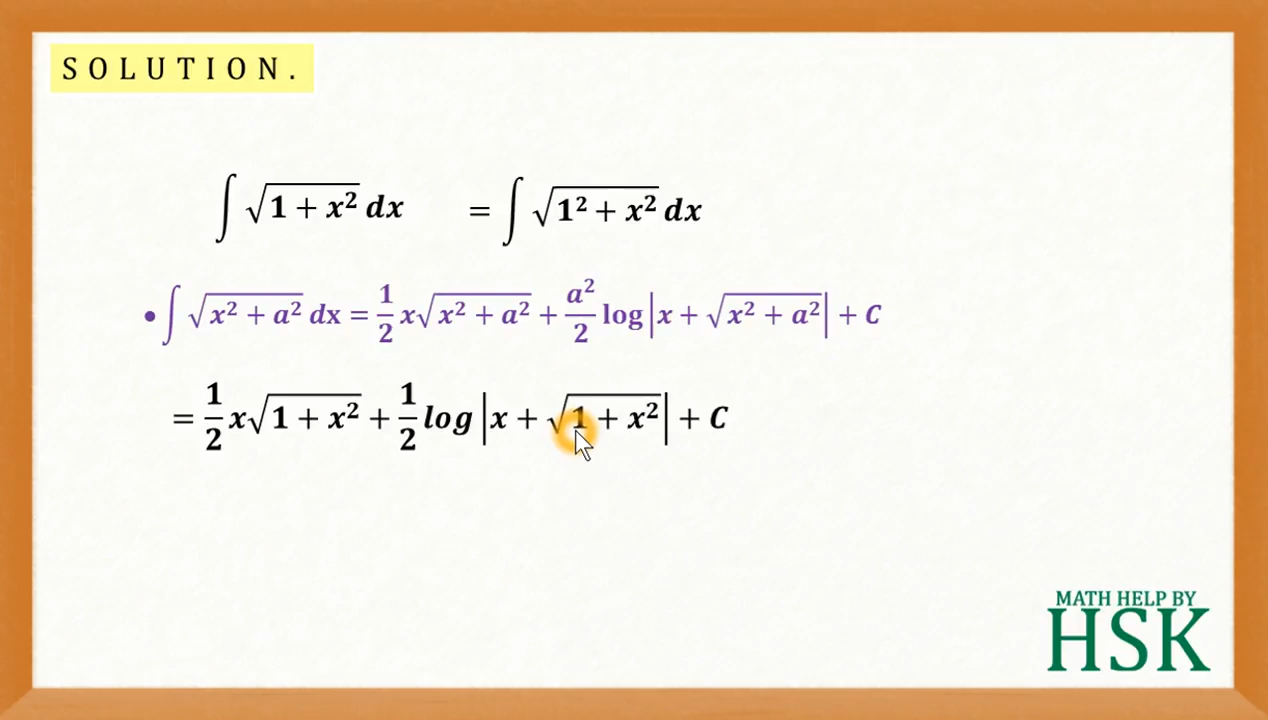 SOLUTION.
∫ √(1 + x²) dx = ∫ √(1² + x²) dx
• ∫ √(x² + a²) dx = 1/2 x√(x² + a²) + a²/2 log|x + √(x² + a²)| + C
= 1/2 x√(1 + x²) + 1/2 log|x + √(1 + x²)| + C
MATH HELP BY
HSK